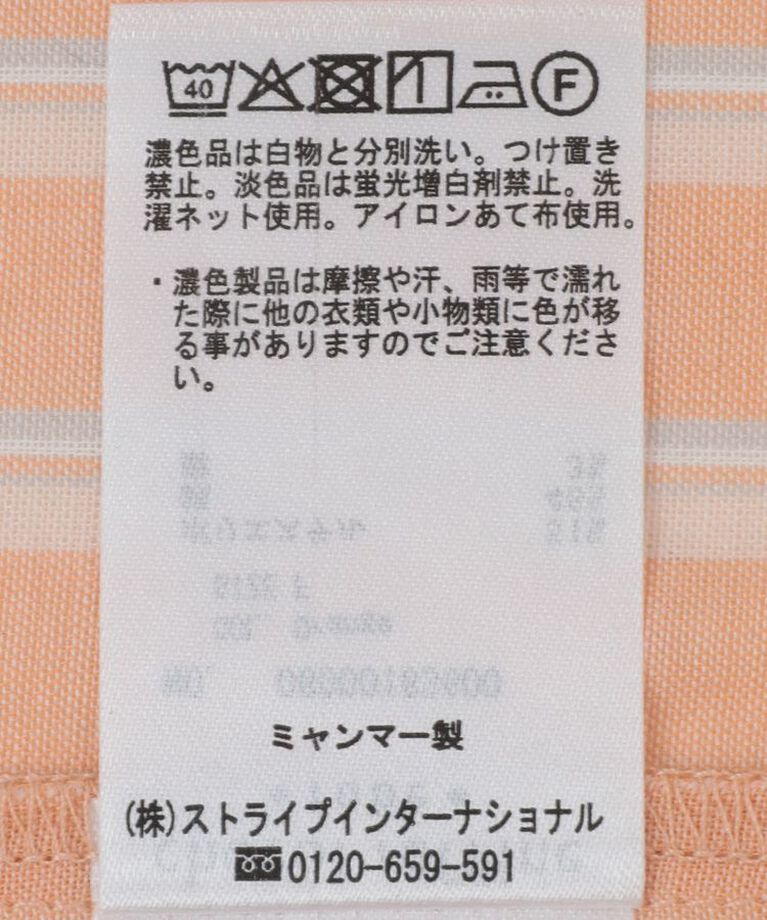 40 F
濃色品は白物と分別洗い。つけ置き
禁止。淡色品は蛍光増白剤禁止。洗
濯ネット使用。アイロンあて布使用。
・濃色製品は摩擦や汗、雨等で濡れ
た際に他の衣類や小物類に色が移
る事がありますのでご注意くださ
い。
ミャンマー製
(株)ストライプインターナショナル
0120-659-591